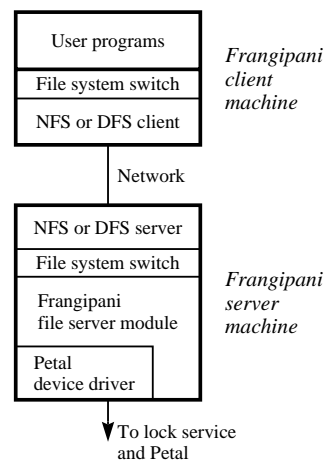 User programs
File system switch
NFS or DFS client
Frangipani
client
machine
Network
NFS or DFS server
File system switch
Frangipani
file server module
Petal
device driver
Frangipani
server
machine
To lock service
and Petal